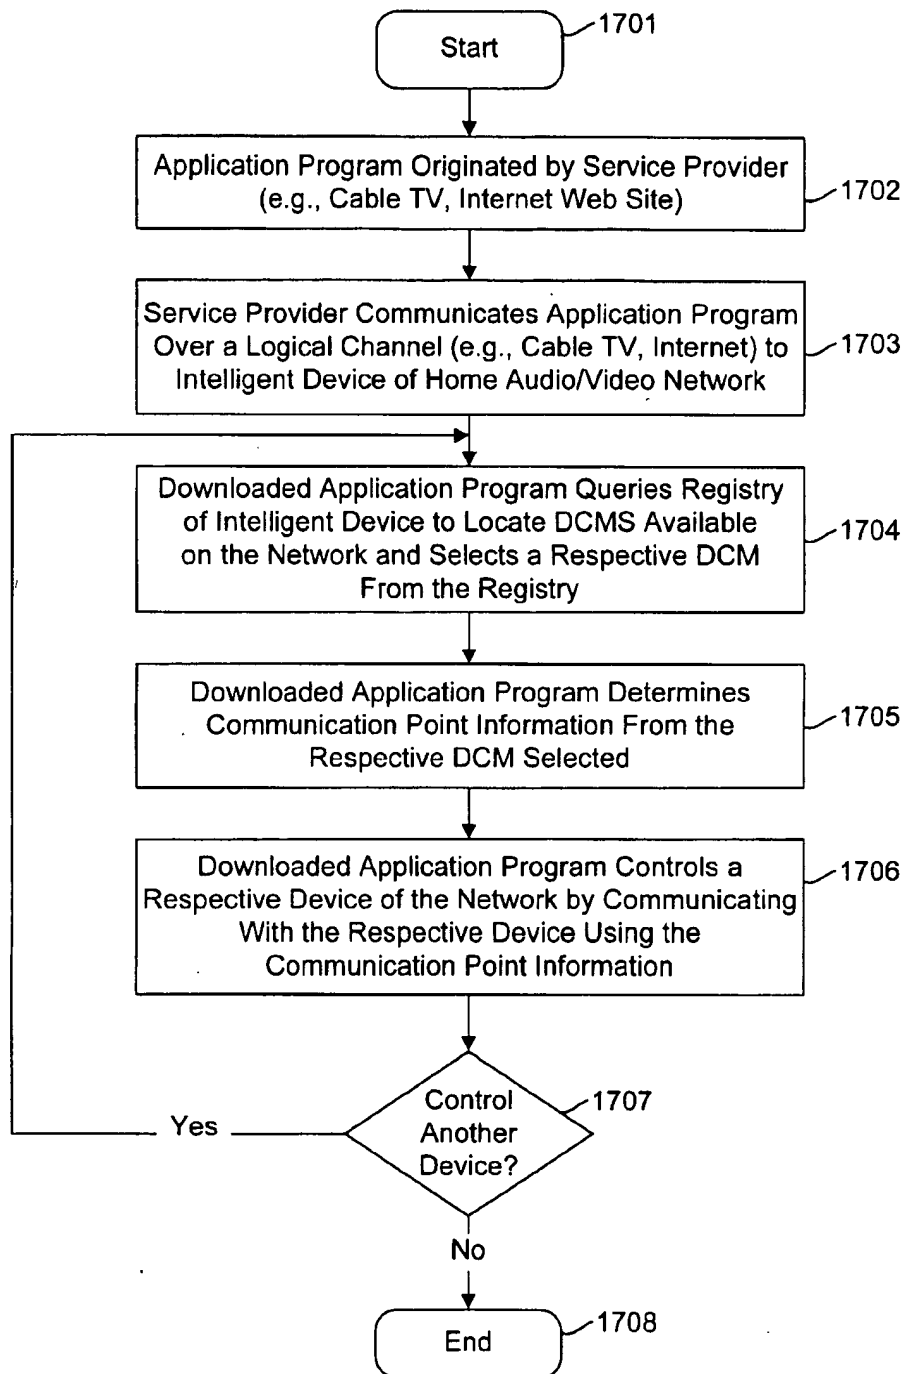 Start
1701
Application Program Originated by Service Provider
(e.g., Cable TV, Internet Web Site)
1702
Service Provider Communicates Application Program
Over a Logical Channel (e.g., Cable TV, Internet) to
Intelligent Device of Home Audio/Video Network
1703
Downloaded Application Program Queries Registry
of Intelligent Device to Locate DCMS Available
on the Network and Selects a Respective DCM
From the Registry
1704
Downloaded Application Program Determines
Communication Point Information From the
Respective DCM Selected
1705
Downloaded Application Program Controls a
Respective Device of the Network by Communicating
With the Respective Device Using the
Communication Point Information
1706
Control
Another
Device?
1707
Yes
No
End
1708